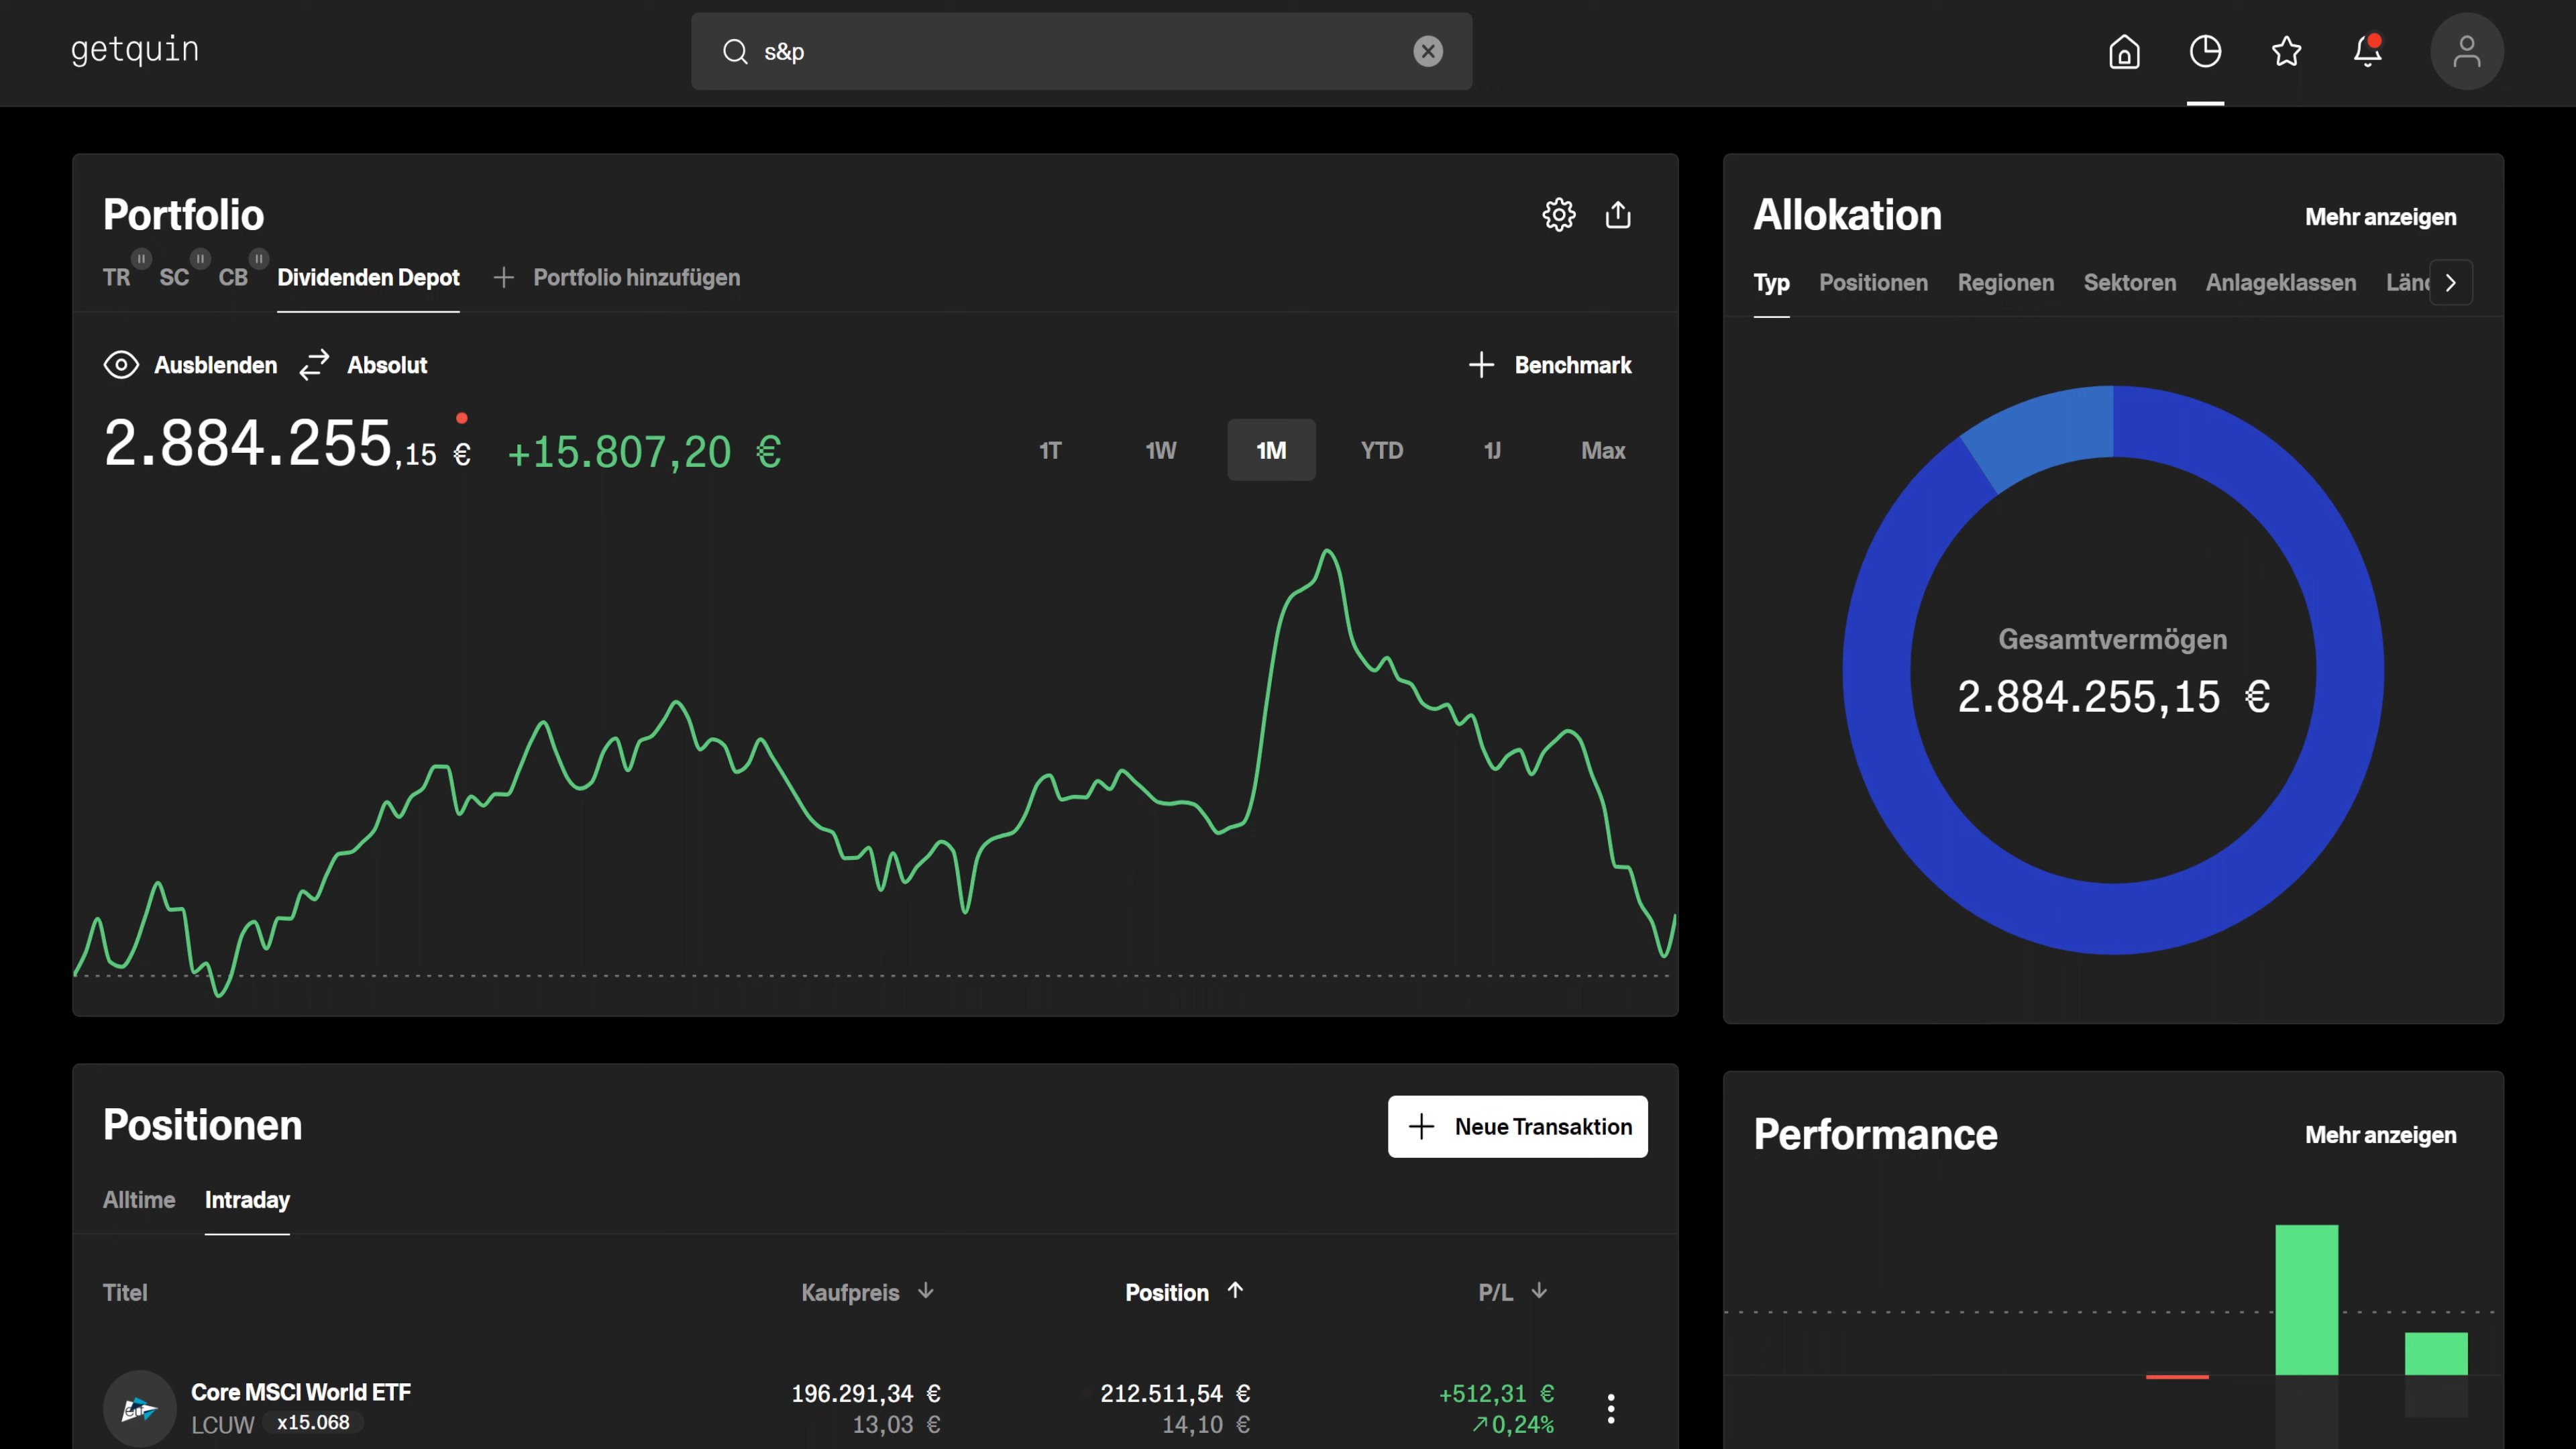 getquin
s&p
Portfolio
TR SC CB Dividenden Depot + Portfolio hinzufügen
Ausblenden Absolut
+ Benchmark
2.884.255,15 € +15.807,20 €
1T 1W 1M YTD 1J Max
Allokation
Mehr anzeigen
Typ Positionen Regionen Sektoren Anlageklassen
Gesamtvermögen
2.884.255,15 €
Positionen
+ Neue Transaktion
Alltime Intraday
Titel Kaufpreis ↓ Position ↑ P/L ↓
Core MSCI World ETF 196.291,34 € 212.511,54 € +512,31 €
LCUW x15.068 13,03 € 14,10 € ↗0,24%
Performance
Mehr anzeigen